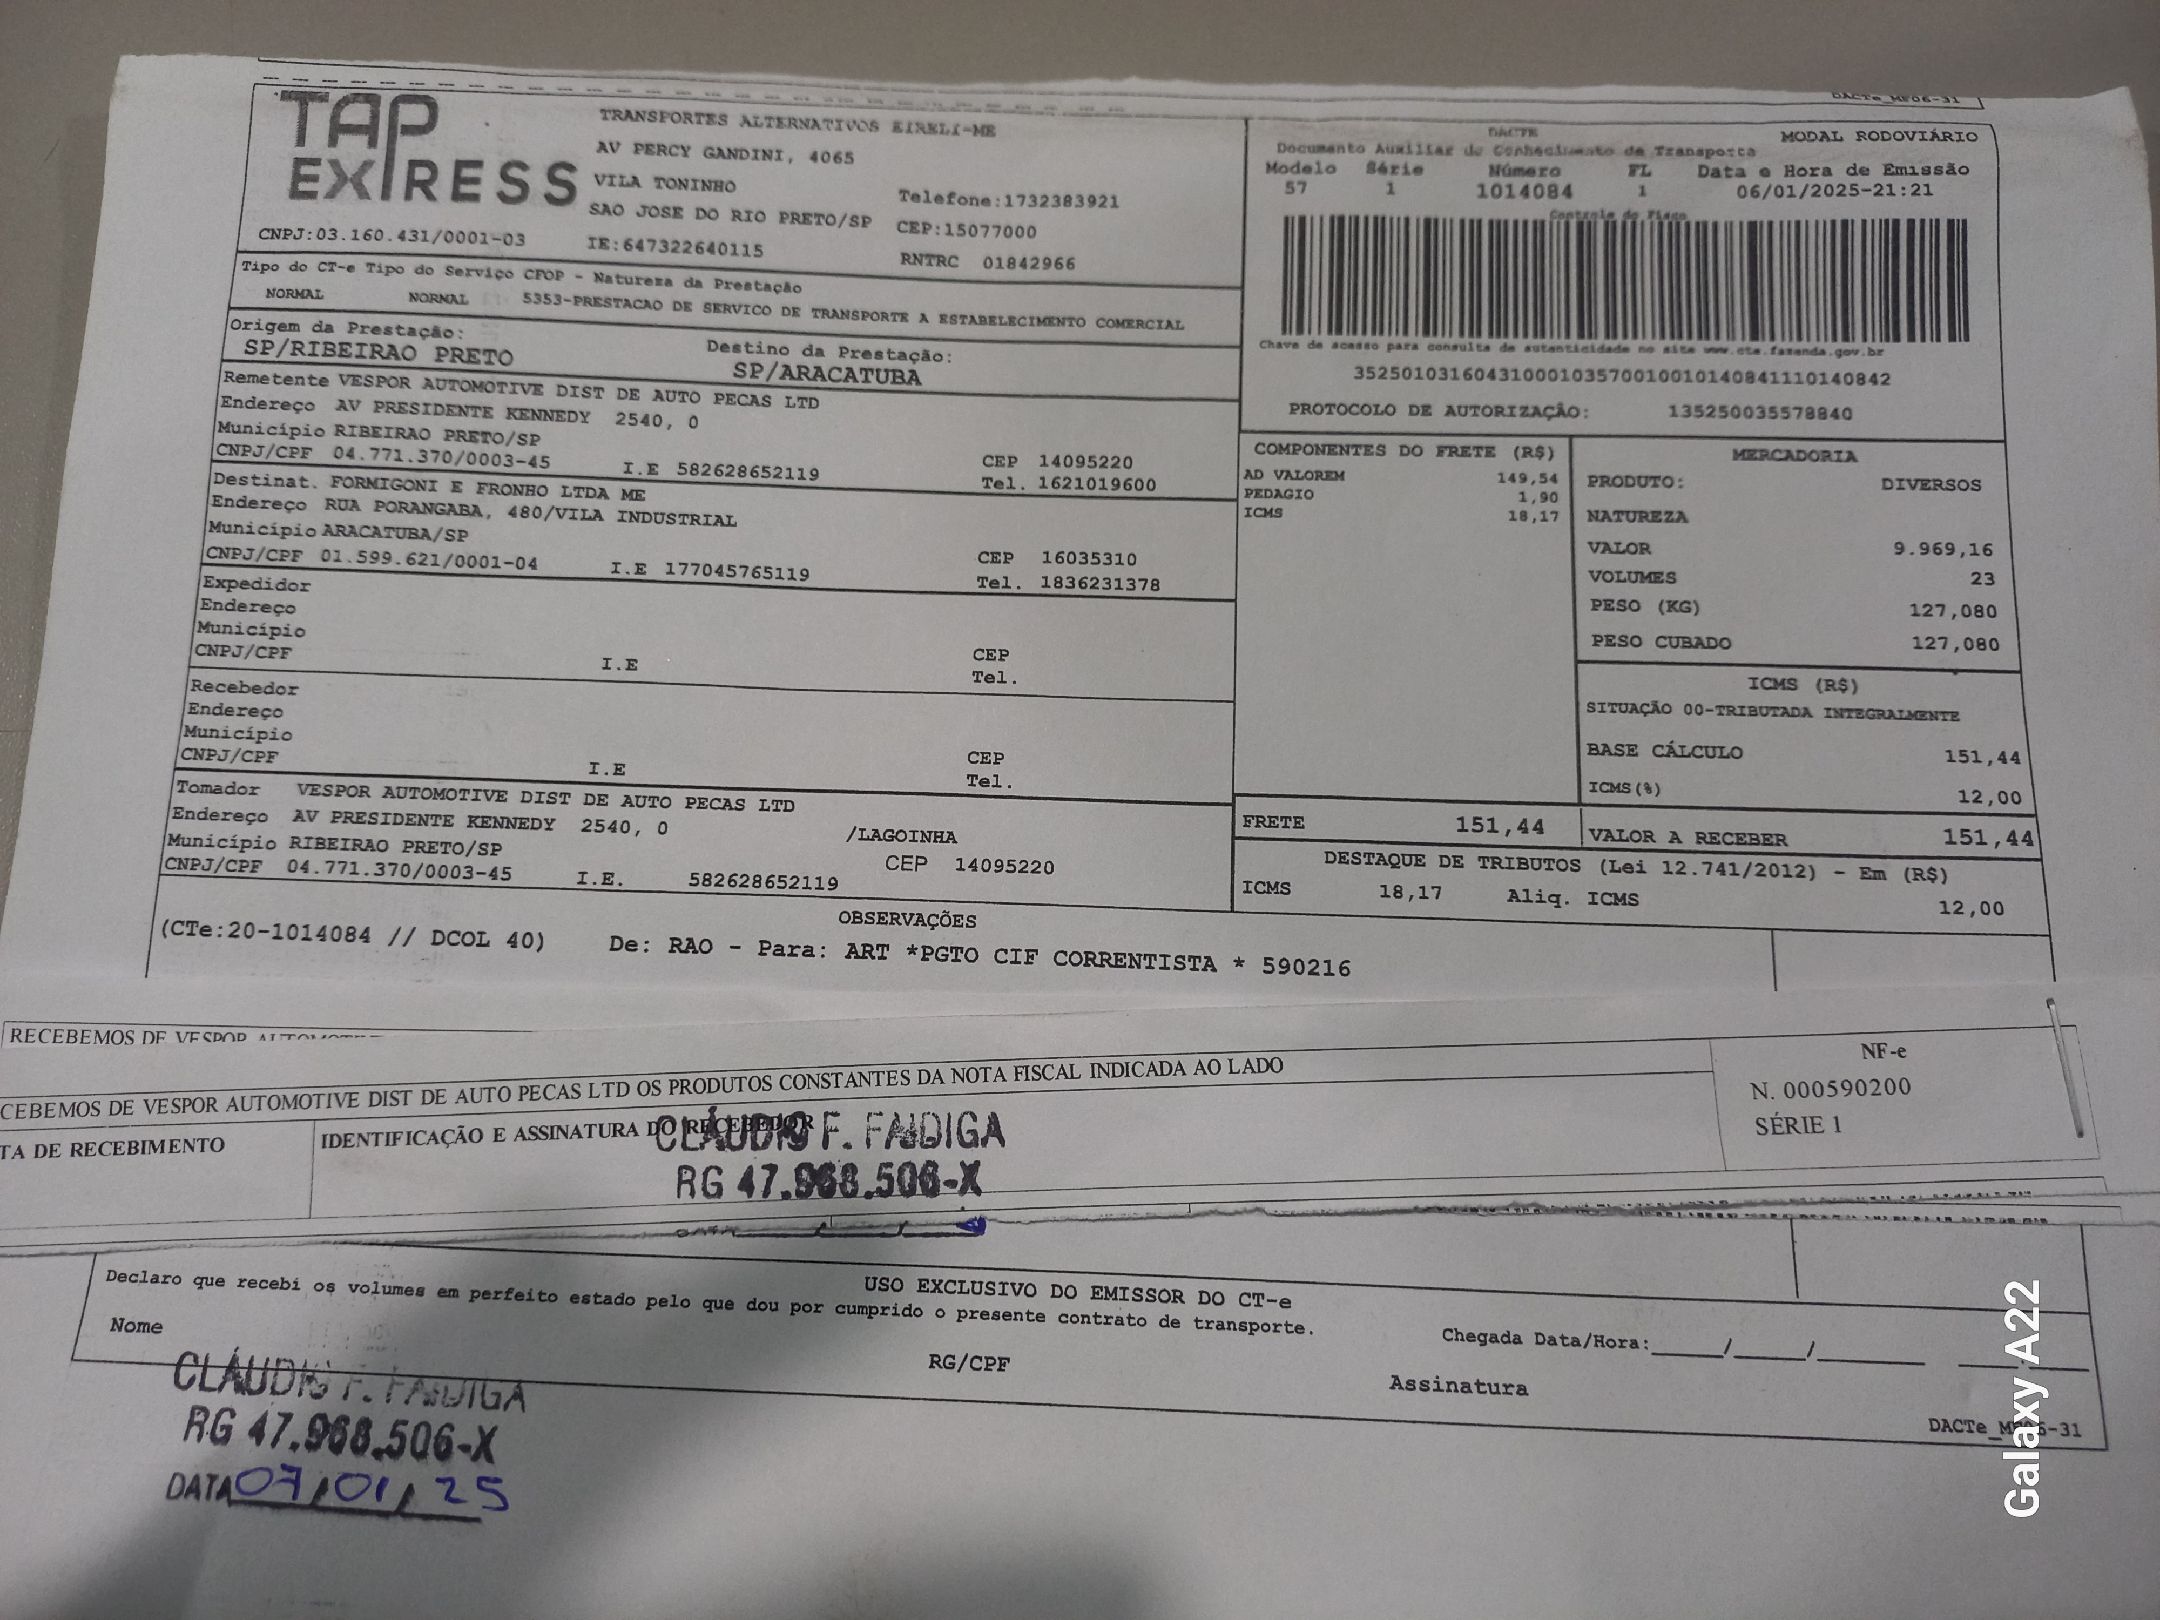 DACTe_MF06-31
TAP EXPRESS
TRANSPORTES ALTERNATIVOS EIRELI-ME
AV PERCY GANDINI, 4065
VILA TONINHO
Telefone:1732383921
SAO JOSE DO RIO PRETO/SP
CEP:15077000
CNPJ:03.160.431/0001-03
IE:647322640115
RNTRC 01842966
DACTE
MODAL RODOVIÁRIO
Documento Auxiliar de Conhecimento de Transporte
Modelo Série Número FL Data e Hora de Emissão
57 1 1014084 1 06/01/2025-21:21
Controle do Fisco
Chave de acesso para consulta de autenticidade no site www.cte.fazenda.gov.br
35250103160431000103570010010140841110140842
PROTOCOLO DE AUTORIZAÇÃO: 135250035578840
Tipo do CT-e Tipo do Serviço CFOP - Natureza da Prestação
NORMAL NORMAL 5353-PRESTACAO DE SERVICO DE TRANSPORTE A ESTABELECIMENTO COMERCIAL
Origem da Prestação:
SP/RIBEIRAO PRETO
Destino da Prestação:
SP/ARACATUBA
Remetente VESPOR AUTOMOTIVE DIST DE AUTO PECAS LTD
Endereço AV PRESIDENTE KENNEDY 2540, 0
Município RIBEIRAO PRETO/SP
CEP 14095220
CNPJ/CPF 04.771.370/0003-45 I.E 582628652119 Tel. 1621019600
Destinat. FORMIGONI E FRONHO LTDA ME
Endereço RUA PORANGABA, 480/VILA INDUSTRIAL
Município ARACATUBA/SP
CEP 16035310
CNPJ/CPF 01.599.621/0001-04 I.E 177045765119 Tel. 1836231378
Expedidor
Endereço
Município
CEP
CNPJ/CPF I.E Tel.
Recebedor
Endereço
Município
CEP
CNPJ/CPF I.E Tel.
Tomador VESPOR AUTOMOTIVE DIST DE AUTO PECAS LTD
Endereço AV PRESIDENTE KENNEDY 2540, 0 /LAGOINHA
Município RIBEIRAO PRETO/SP CEP 14095220
CNPJ/CPF 04.771.370/0003-45 I.E. 582628652119
COMPONENTES DO FRETE (R$)
AD VALOREM 149,54
PEDAGIO 1,90
ICMS 18,17
MERCADORIA
PRODUTO: DIVERSOS
NATUREZA
VALOR 9.969,16
VOLUMES 23
PESO (KG) 127,080
PESO CUBADO 127,080
ICMS (R$)
SITUAÇÃO 00-TRIBUTADA INTEGRALMENTE
BASE CÁLCULO 151,44
ICMS(%) 12,00
FRETE 151,44
VALOR A RECEBER 151,44
DESTAQUE DE TRIBUTOS (Lei 12.741/2012) - Em (R$)
ICMS 18,17 Aliq. ICMS 12,00
OBSERVAÇÕES
(CTe:20-1014084 // DCOL 40) De: RAO - Para: ART *PGTO CIF CORRENTISTA * 590216
RECEBEMOS DE VESPOR
CEBEMOS DE VESPOR AUTOMOTIVE DIST DE AUTO PECAS LTD OS PRODUTOS CONSTANTES DA NOTA FISCAL INDICADA AO LADO
NF-e
N. 000590200
SÉRIE 1
TA DE RECEBIMENTO
IDENTIFICAÇÃO E ASSINATURA DO RECEBEDOR
CLÁUDIO F. FAIDIGA
RG 47.968.506-X
DATA
USO EXCLUSIVO DO EMISSOR DO CT-e
Declaro que recebi os volumes em perfeito estado pelo que dou por cumprido o presente contrato de transporte.
Nome
RG/CPF
Chegada Data/Hora:____/____/______
Assinatura
CLÁUDIO F. FAIDIGA
RG 47.968.506-X
DATA 07/01/25
DACTe_MF06-31
Galaxy A22